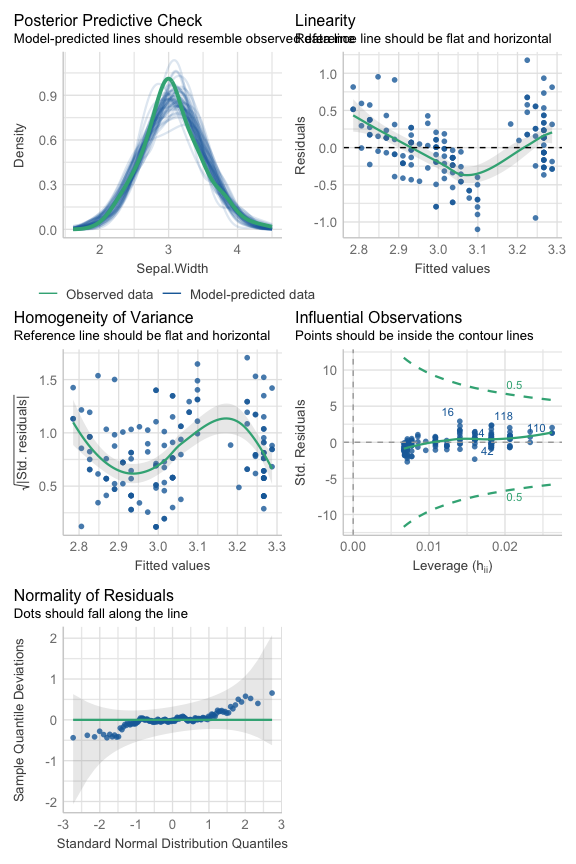 Posterior Predictive Check
Model-predicted lines should resemble observed data line
Density
0.9
0.6
0.3
0.0
2 3 4
Sepal.Width
Observed data Model-predicted data
Linearity
Reference line should be flat and horizontal
Residuals
1.0
0.5
0.0
-0.5
-1.0
2.8 2.9 3.0 3.1 3.2 3.3
Fitted values
Homogeneity of Variance
Reference line should be flat and horizontal
√|Std. residuals|
1.5
1.0
0.5
2.8 2.9 3.0 3.1 3.2 3.3
Fitted values
Influential Observations
Points should be inside the contour lines
Std. Residuals
10
5
0
-5
-10
0.5
16
118
110
42
0.5
0.00 0.01 0.02
Leverage (hii)
Normality of Residuals
Dots should fall along the line
Sample Quantile Deviations
2
1
0
-1
-2
-3 -2 -1 0 1 2 3
Standard Normal Distribution Quantiles